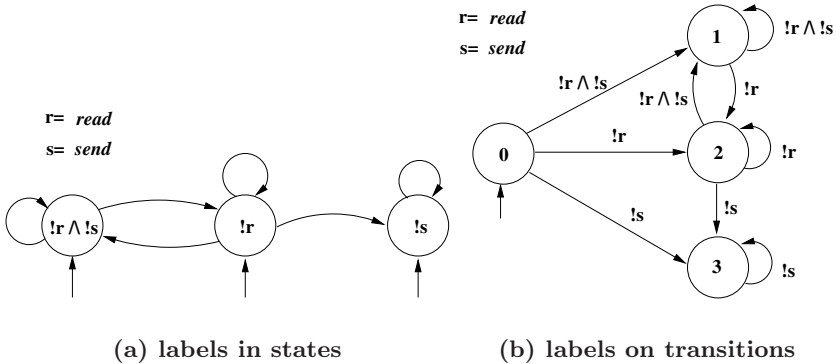 r= read
s= send
!r ∧ !s
!r
!s
(a) labels in states
r= read
s= send
1
!r ∧ !s
!r ∧ !s
!r ∧ !s
!r
0
!r
2
!r
!s
!s
3
!s
(b) labels on transitions